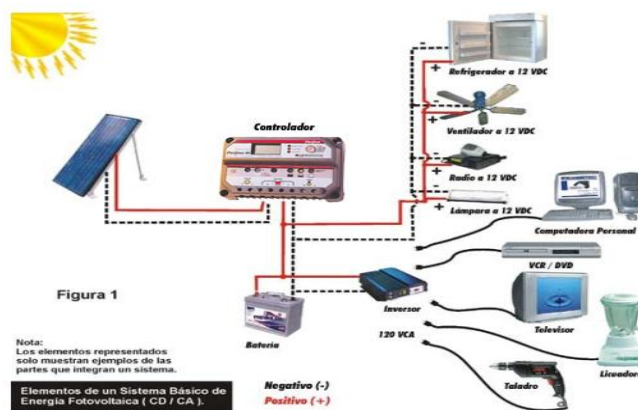 Refrigerador a 12 VDC
Controlador
Ventilador a 12 VDC
Radio a 12 VDC
Lámpara a 12 VDC
Computadora Personal
VCR / DVD
Figura 1
Batería
Inversor
Televisor
120 VCA
Licuadora
Taladro
Nota:
Los elementos representados
solo muestran ejemplos de las
partes que integran un sistema.
Elementos de un Sistema Básico de
Energía Fotovoltaica ( CD / CA ).
Negativo (-)
Positivo (+)